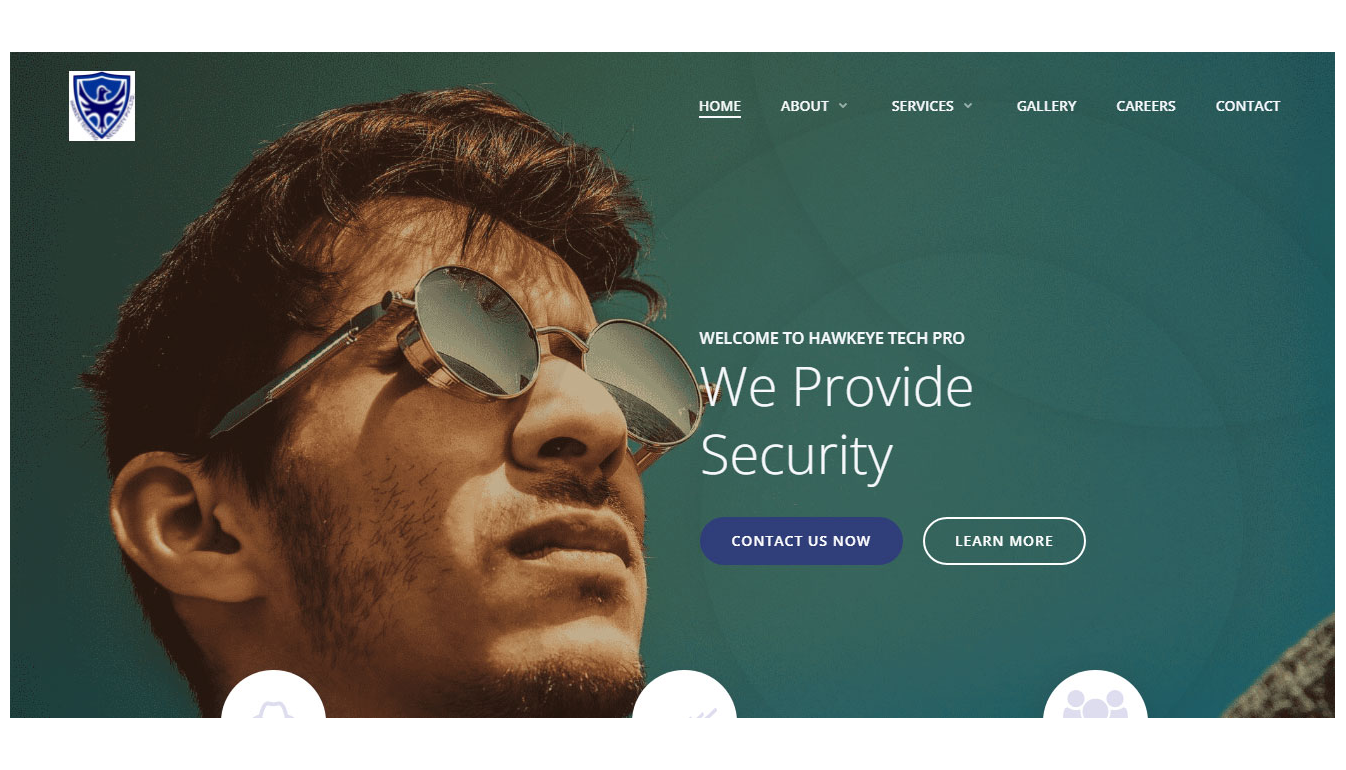 HOME
ABOUT
SERVICES
GALLERY
CAREERS
CONTACT
WELCOME TO HAWKEYE TECH PRO
We Provide
Security
CONTACT US NOW
LEARN MORE